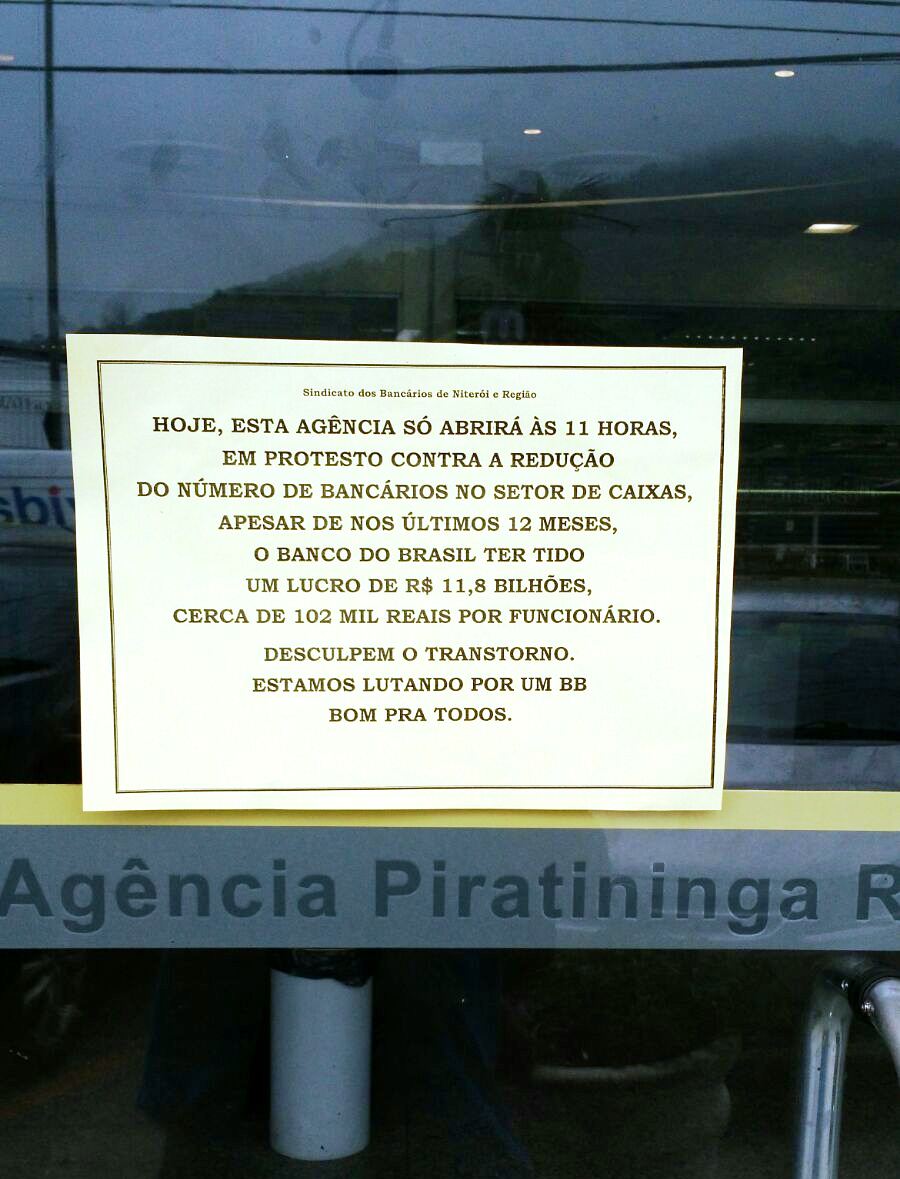 Sindicato dos Bancários de Niterói e Região
HOJE, ESTA AGÊNCIA SÓ ABRIRÁ ÀS 11 HORAS,
EM PROTESTO CONTRA A REDUÇÃO
DO NÚMERO DE BANCÁRIOS NO SETOR DE CAIXAS,
APESAR DE NOS ÚLTIMOS 12 MESES,
O BANCO DO BRASIL TER TIDO
UM LUCRO DE R$ 11,8 BILHÕES,
CERCA DE 102 MIL REAIS POR FUNCIONÁRIO.
DESCULPEM O TRANSTORNO.
ESTAMOS LUTANDO POR UM BB
BOM PRA TODOS.
Agência Piratininga R